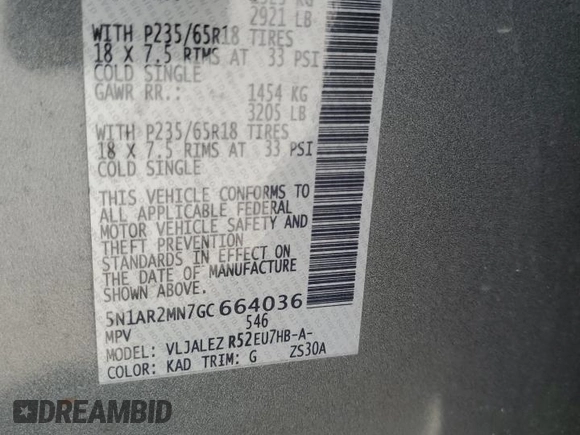 2921 LB
WITH P235/65R18 TIRES
18 X 7.5 RIMS AT 33 PSI
COLD SINGLE
GAWR RR.: 1454 KG
3205 LB
WITH P235/65R18 TIRES
18 X 7.5 RIMS AT 33 PSI
COLD SINGLE
THIS VEHICLE CONFORMS TO
ALL APPLICABLE FEDERAL
MOTOR VEHICLE SAFETY AND
THEFT PREVENTION
STANDARDS IN EFFECT ON
THE DATE OF MANUFACTURE
SHOWN ABOVE.
5N1AR2MN7GC664036
MPV 546
MODEL: VLJALEZ R52EU7HB-A-
COLOR: KAD TRIM: G ZS30A
DREAMBID